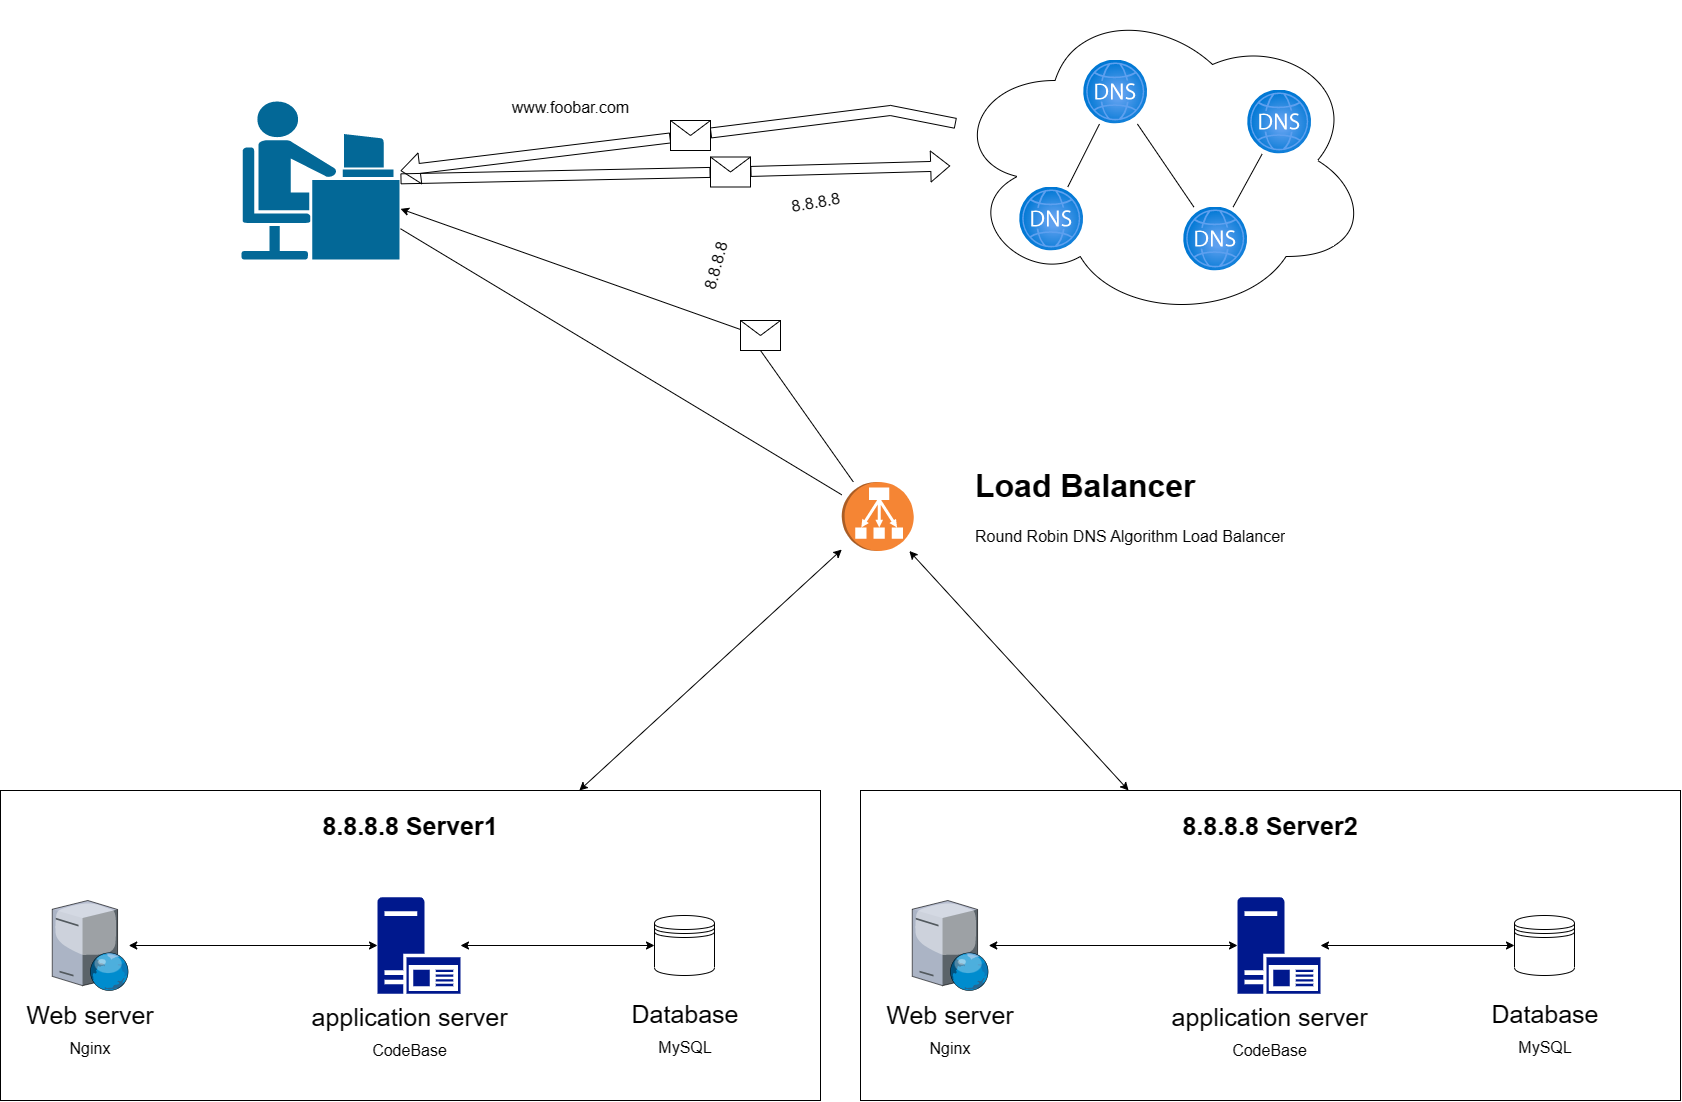 www.foobar.com
DNS
DNS
DNS
DNS
8.8.8.8
8.8.8.8
Load Balancer
Round Robin DNS Algorithm Load Balancer
8.8.8.8 Server1
Web server
Nginx
application server
CodeBase
Database
MySQL
8.8.8.8 Server2
Web server
Nginx
application server
CodeBase
Database
MySQL